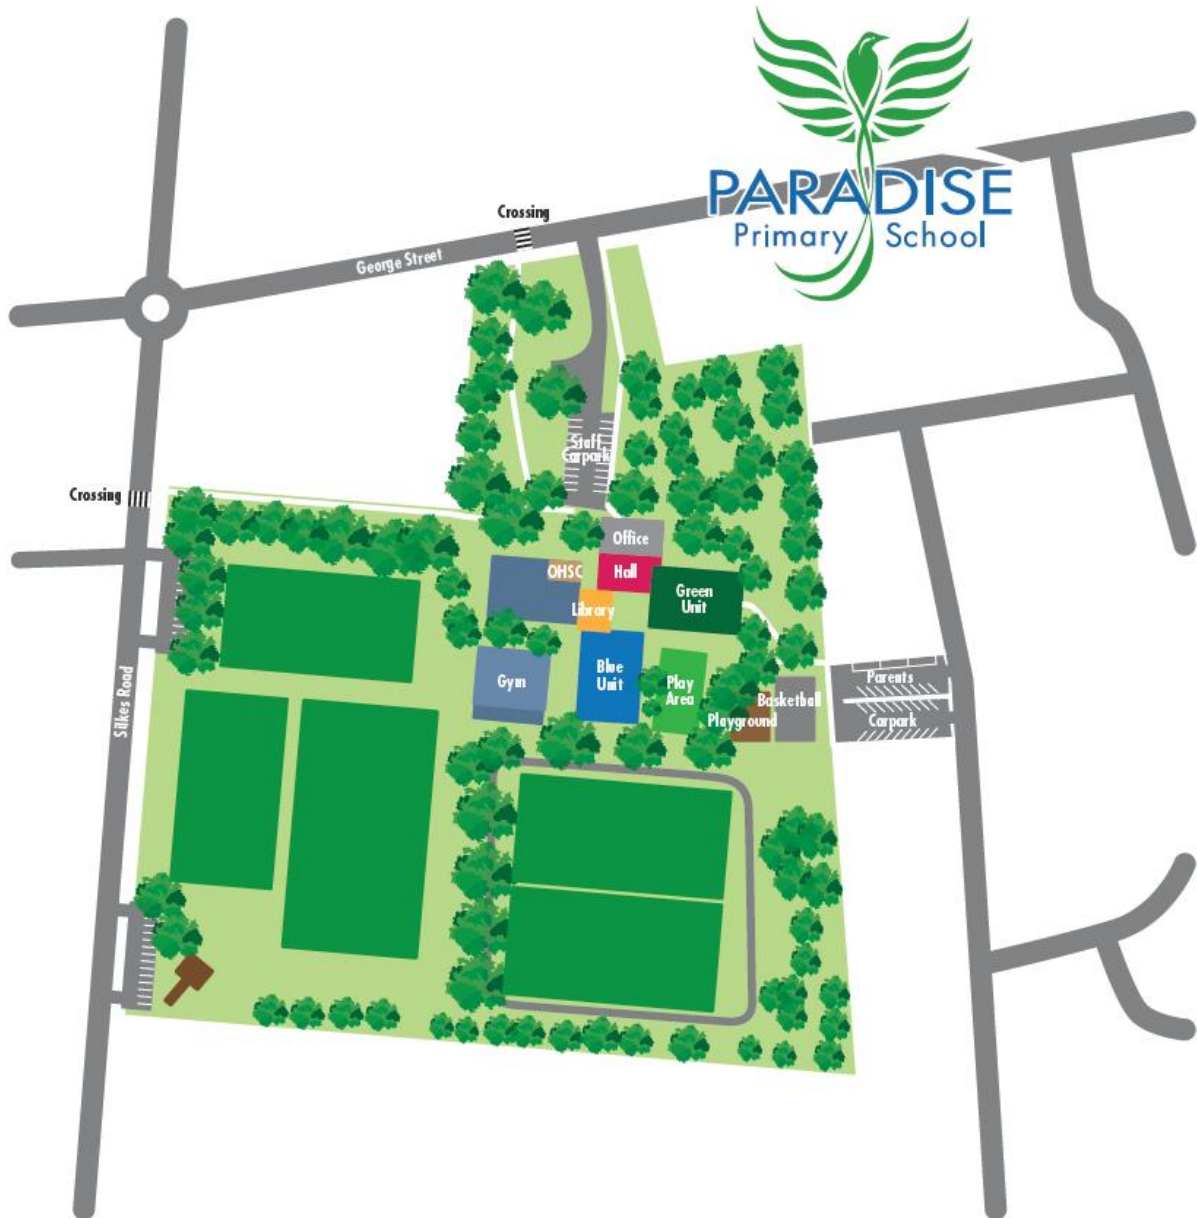 PARADISE
Primary School
Crossing
George Street
Staff
Carpark
Crossing
Office
OHSC
Hall
Green
Unit
Library
Blue
Unit
Gym
Play
Area
Parents
Basketball
Playground
Carpark
Silkes Road